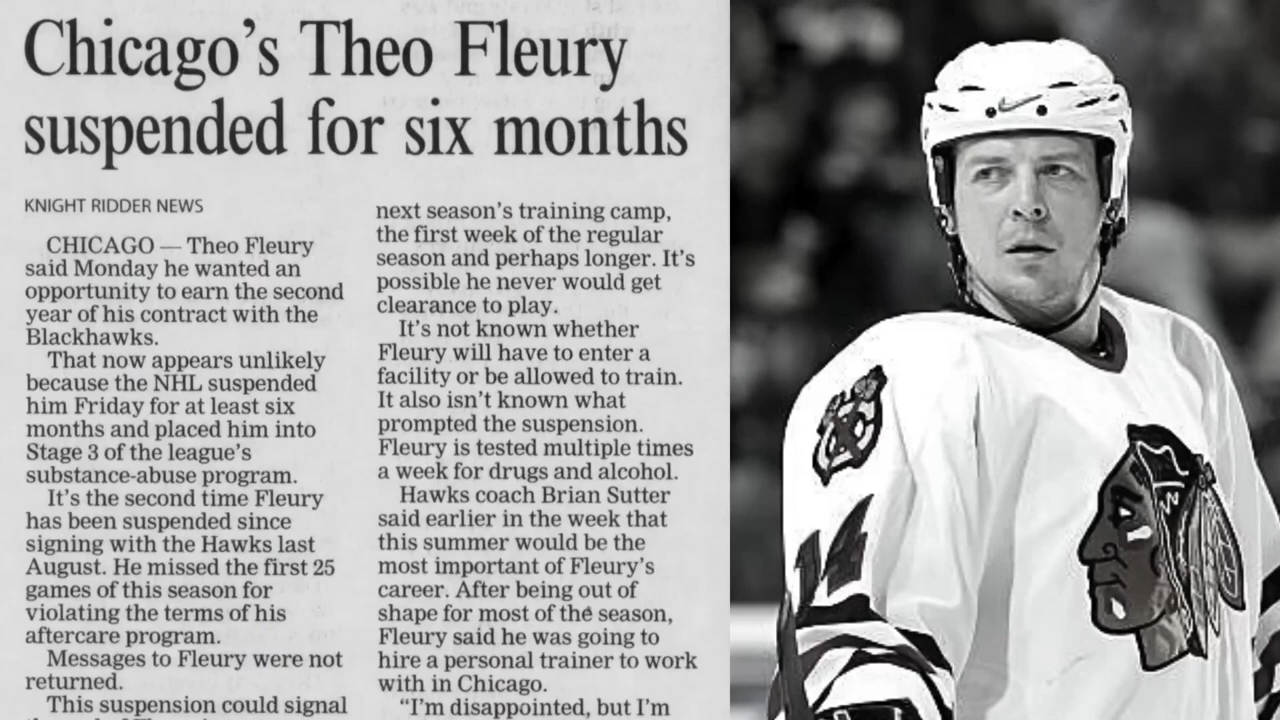 Chicago's Theo Fleury
suspended for six months
KNIGHT RIDDER NEWS
CHICAGO — Theo Fleury
said Monday he wanted an
opportunity to earn the second
year of his contract with the
Blackhawks.
That now appears unlikely
because the NHL suspended
him Friday for at least six
months and placed him into
Stage 3 of the league's
substance-abuse program.
It's the second time Fleury
has been suspended since
signing with the Hawks last
August. He missed the first 25
games of this season for
violating the terms of his
aftercare program.
Messages to Fleury were not
returned.
This suspension could signal
next season's training camp,
the first week of the regular
season and perhaps longer. It's
possible he never would get
clearance to play.
It's not known whether
Fleury will have to enter a
facility or be allowed to train.
It also isn't known what
prompted the suspension.
Fleury is tested multiple times
a week for drugs and alcohol.
Hawks coach Brian Sutter
said earlier in the week that
this summer would be the
most important of Fleury's
career. After being out of
shape for most of the season,
Fleury said he was going to
hire a personal trainer to work
with in Chicago.
"I'm disappointed, but I'm
14